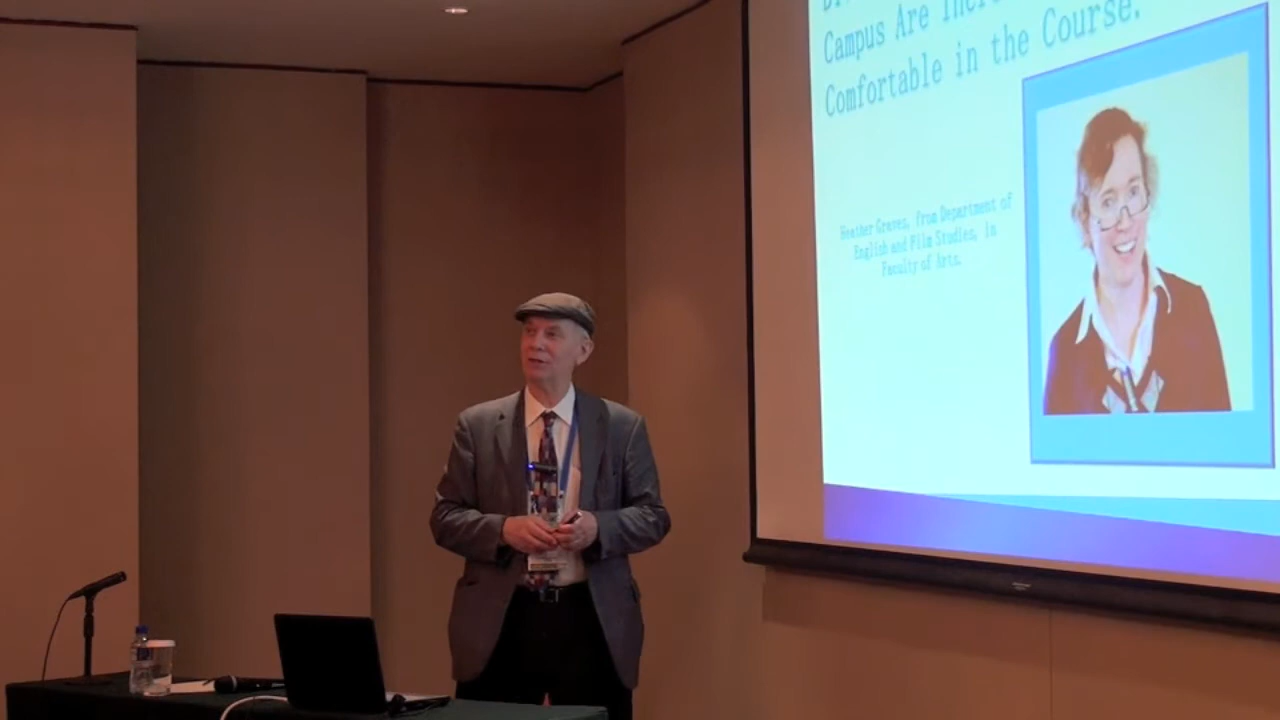 Campus Are
Comfortable in the Course.
Heather Graves, from Department of
English and Film Studies, in
Faculty of Arts.